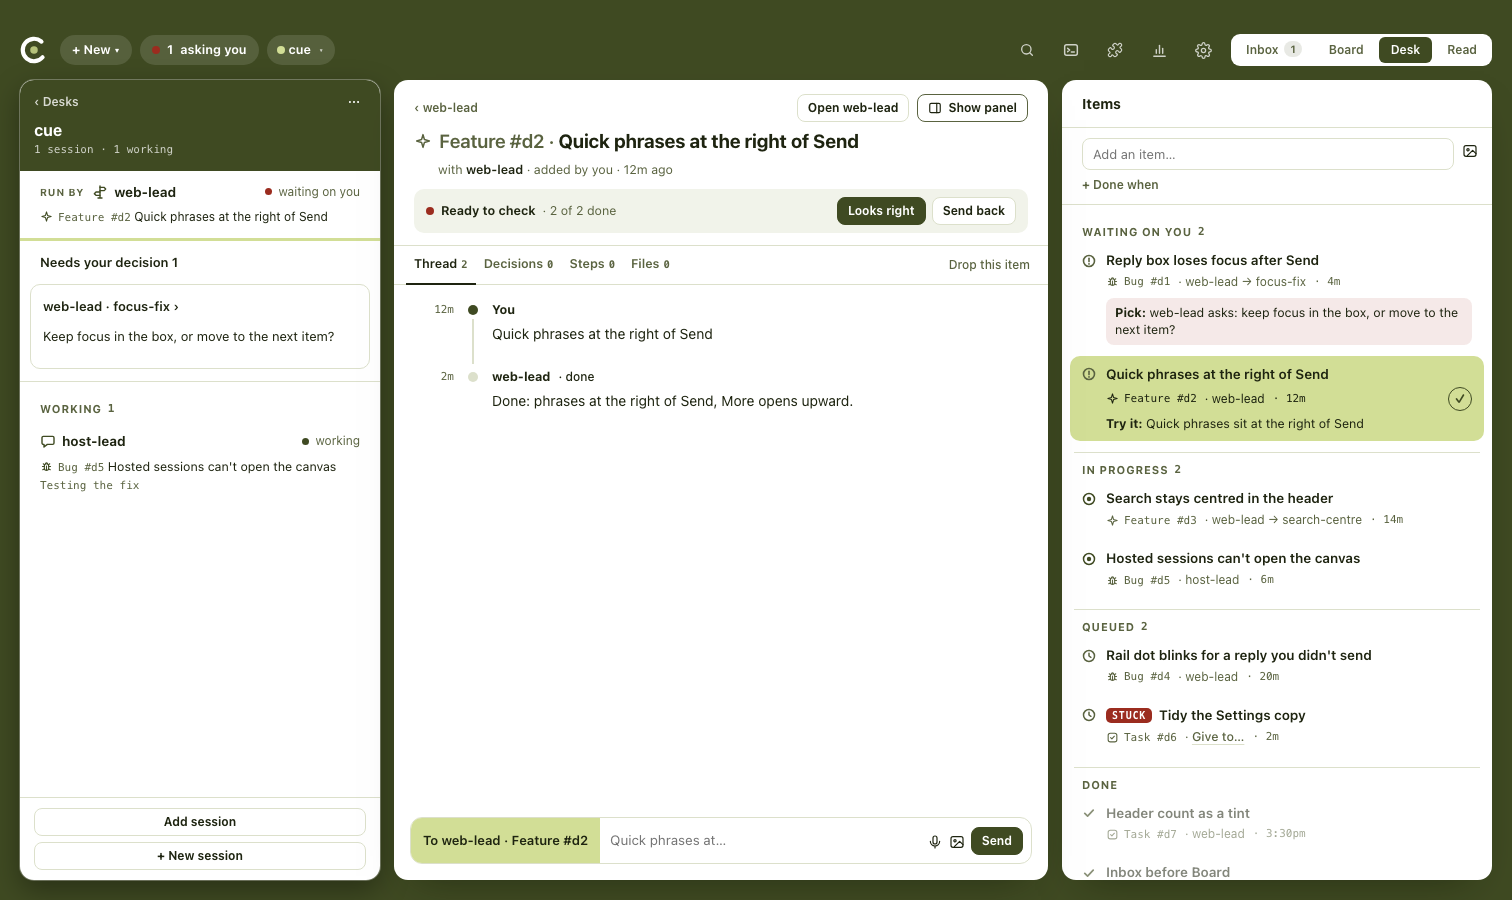 + New ▾
1 asking you
cue ·
Inbox 1
Board
Desk
Read
‹ Desks
···
cue
1 session · 1 working
RUN BY web-lead
waiting on you
Feature #d2 Quick phrases at the right of Send
Needs your decision 1
web-lead · focus-fix ›
Keep focus in the box, or move to the next item?
WORKING 1
host-lead
working
Bug #d5 Hosted sessions can't open the canvas
Testing the fix
Add session
+ New session
‹ web-lead
Open web-lead
Show panel
Feature #d2 · Quick phrases at the right of Send
with web-lead · added by you · 12m ago
Ready to check · 2 of 2 done
Looks right
Send back
Thread 2
Decisions 0
Steps 0
Files 0
Drop this item
12m
You
Quick phrases at the right of Send
2m
web-lead · done
Done: phrases at the right of Send, More opens upward.
To web-lead · Feature #d2
Quick phrases at…
Send
Items
Add an item…
+ Done when
WAITING ON YOU 2
Reply box loses focus after Send
Bug #d1 · web-lead → focus-fix · 4m
Pick: web-lead asks: keep focus in the box, or move to the
next item?
Quick phrases at the right of Send
Feature #d2 · web-lead · 12m
Try it: Quick phrases sit at the right of Send
IN PROGRESS 2
Search stays centred in the header
Feature #d3 · web-lead → search-centre · 14m
Hosted sessions can't open the canvas
Bug #d5 · host-lead · 6m
QUEUED 2
Rail dot blinks for a reply you didn't send
Bug #d4 · web-lead · 20m
STUCK Tidy the Settings copy
Task #d6 · Give to… · 2m
DONE
Header count as a tint
Task #d7 · web-lead · 3:30pm
Inbox before Board